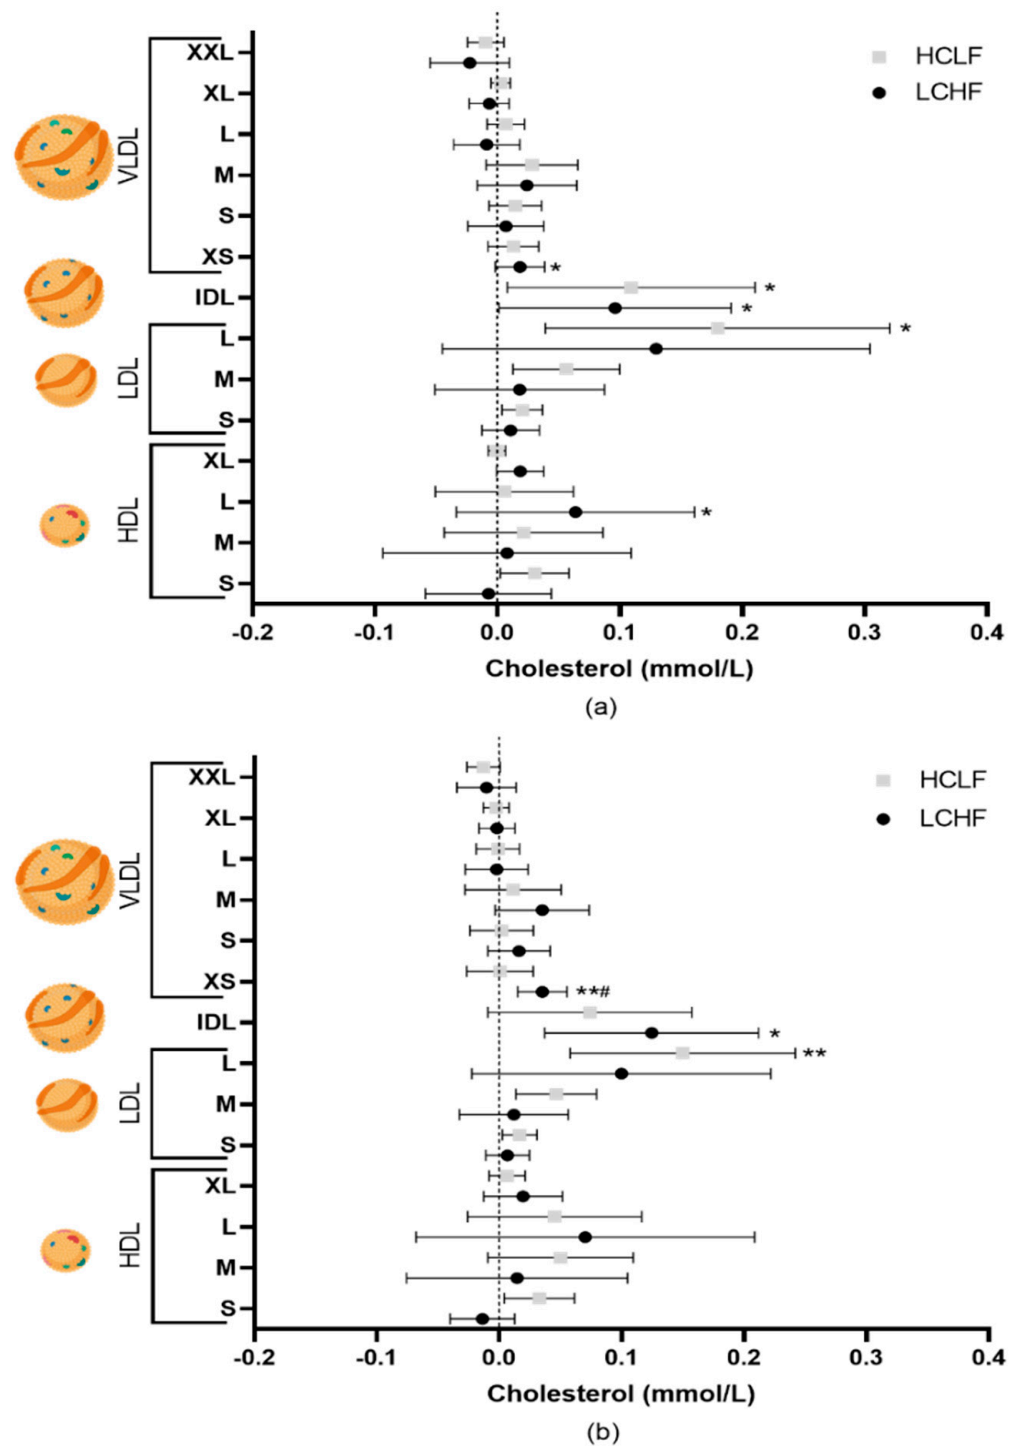 HCLF
LCHF
VLDL
XXL
XL
L
M
S
XS *
IDL * *
LDL
L *
M
S
HDL
XL
L *
M
S
-0.2 -0.1 0.0 0.1 0.2 0.3 0.4
Cholesterol (mmol/L)
(a)
HCLF
LCHF
VLDL
XXL
XL
L
M
S
XS **#
IDL *
LDL
L **
M
S
HDL
XL
L
M
S
-0.2 -0.1 0.0 0.1 0.2 0.3 0.4
Cholesterol (mmol/L)
(b)